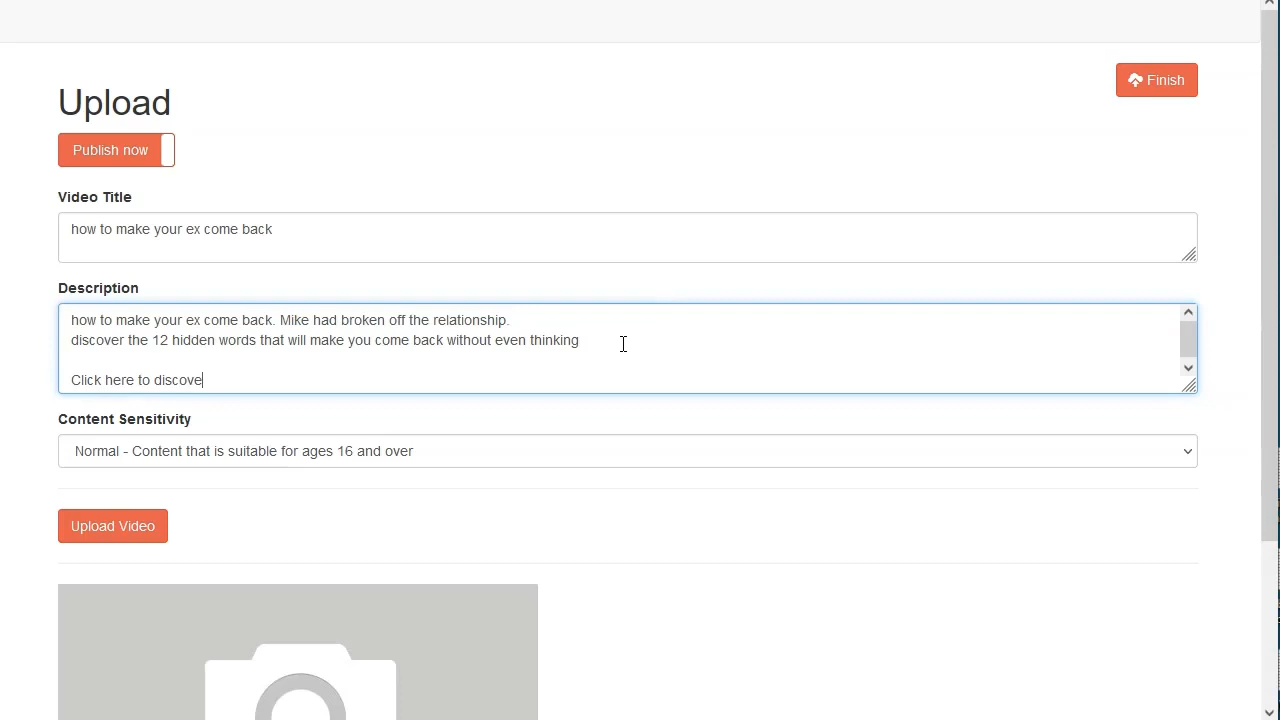 Finish
Upload
Publish now
Video Title
how to make your ex come back
Description
how to make your ex come back. Mike had broken off the relationship.
discover the 12 hidden words that will make you come back without even thinking
Click here to discove
Content Sensitivity
Normal - Content that is suitable for ages 16 and over
Upload Video